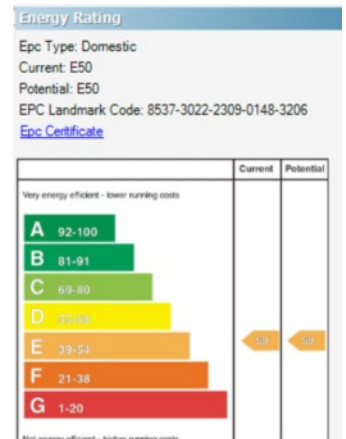 Energy Rating
Epc Type: Domestic
Current: E50
Potential: E50
EPC Landmark Code: 8537-3022-2309-0148-3206
Epc Certificate
Current Potential
Very energy efficient - lower running costs
A 92-100
B 81-91
C 69-80
D 55-68
E 39-54 50 50
F 21-38
G 1-20
Not energy efficient - higher running costs